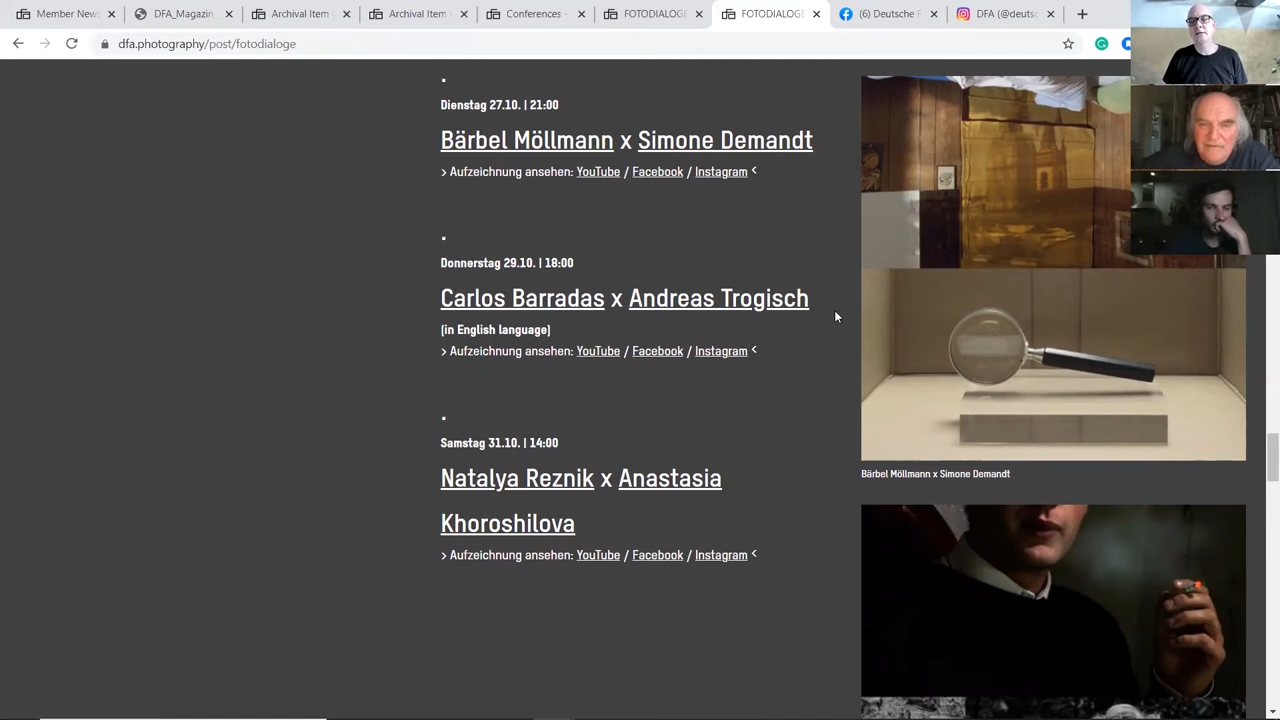 Member News
DFA_Magazin_
Archival Item
Archival Item
Conferences -
FOTODIALOGE
FOTODIALOGE
(6) Deutsche F
DFA (@deuts
dfa.photography/post/fotodialoge
Dienstag 27.10. | 21:00
Bärbel Möllmann x Simone Demandt
> Aufzeichnung ansehen: YouTube / Facebook / Instagram <
Donnerstag 29.10. | 18:00
Carlos Barradas x Andreas Trogisch
(in English language)
> Aufzeichnung ansehen: YouTube / Facebook / Instagram <
Samstag 31.10. | 14:00
Natalya Reznik x Anastasia
Khoroshilova
> Aufzeichnung ansehen: YouTube / Facebook / Instagram <
Bärbel Möllmann x Simone Demandt